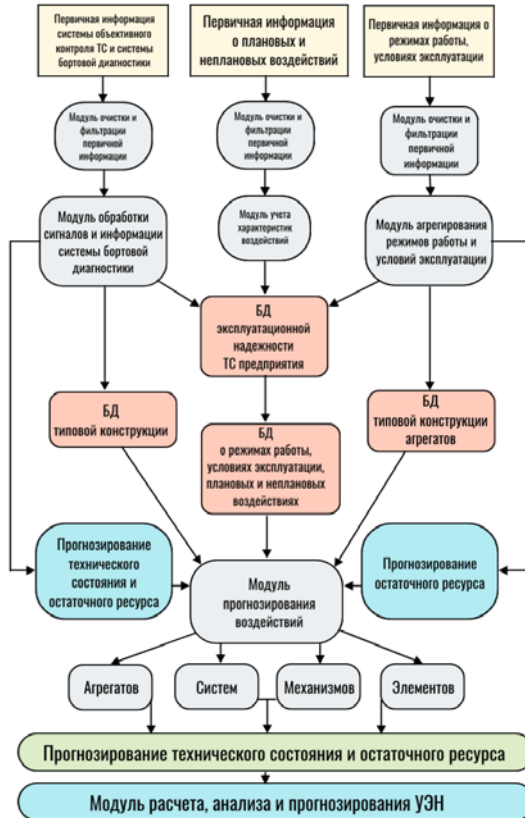 Первичная информация
системы объективного
контроля ТС и системы
бортовой диагностики
Первичная информация
о плановых и
неплановых воздействий
Первичная информация о
режимах работы,
условиях эксплуатации
Модуль очистки и
фильтрации
первичной
информации
Модуль очистки и
фильтрации
первичной
информации
Модуль очистки и
фильтрации
первичной
информации
Модуль обработки
сигналов и информации
системы бортовой
диагностики
Модуль учета
характеристик
воздействий
Модуль агрегирования
режимов работы и
условий эксплуатации
БД
эксплуатационной
надежности
ТС предприятия
БД
типовой конструкции
БД
о режимах работы,
условиях эксплуатации,
плановых и неплановых
воздействиях
БД
типовой конструкции
агрегатов
Прогнозирование
технического
состояния и
остаточного ресурса
Модуль
прогнозирования
воздействий
Прогнозирование
остаточного ресурса
Агрегатов
Систем
Механизмов
Элементов
Прогнозирование технического состояния и остаточного ресурса
Модуль расчета, анализа и прогнозирования УЭН